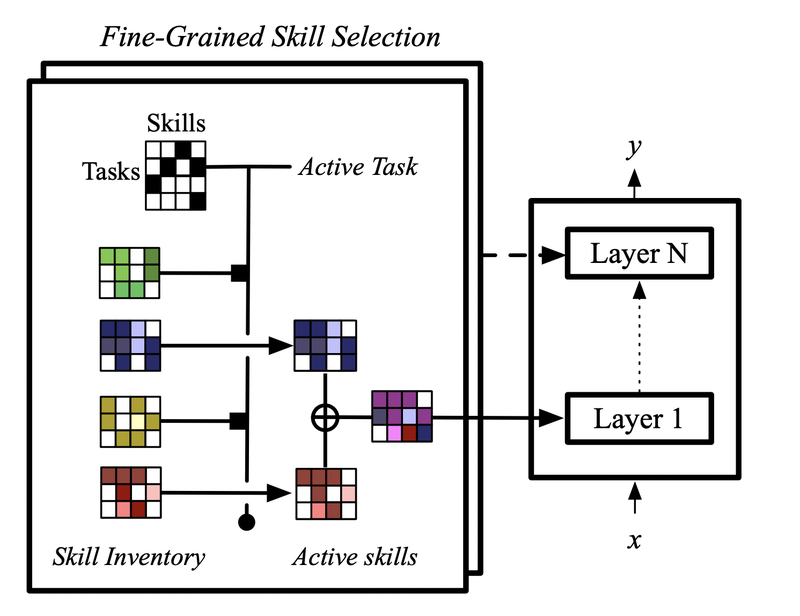 Fine-Grained Skill Selection
Skills
Tasks
Active Task
Skill Inventory
Active skills
y
Layer N
Layer 1
x